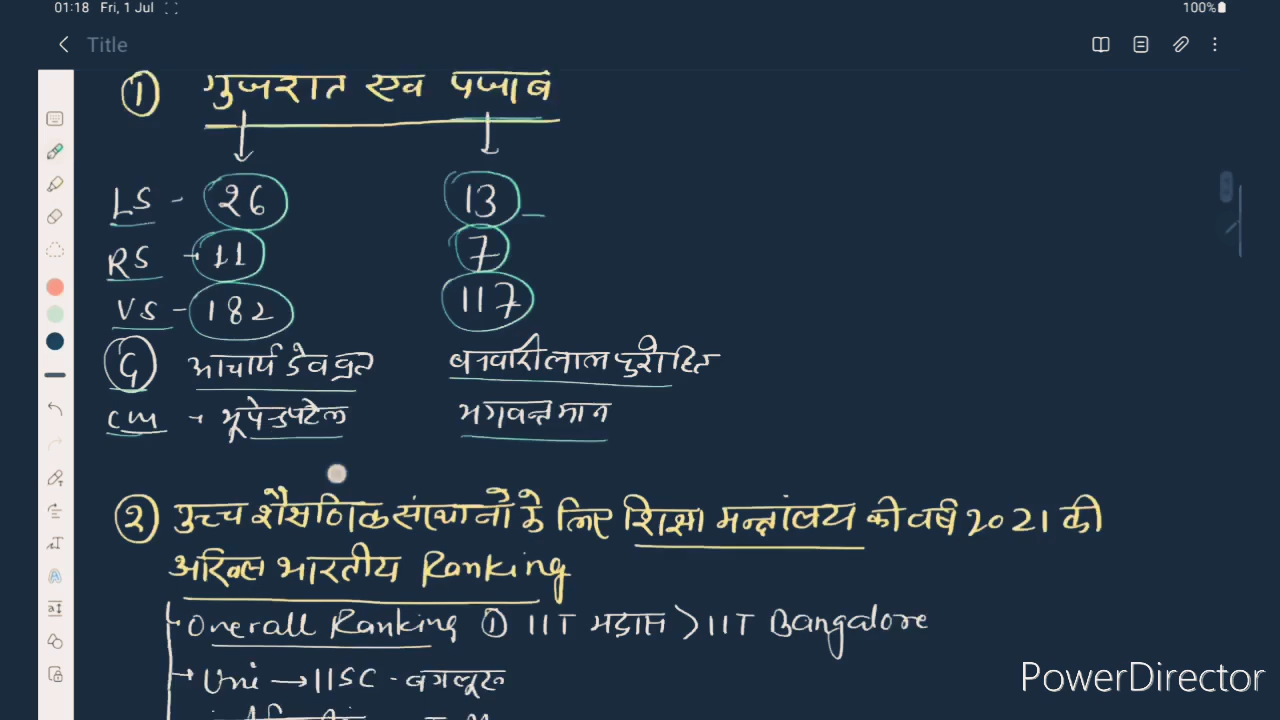 01:18 Fri, 1 Jul 100%
Title
① गुजरात एव पजाब
LS - 26 13
RS - 11 7
VS - 182 117
G आचार्य देवव्रत बनवारीलाल पुरोहित
CM - भूपेन्द्र पटेल भगवन्त मान
② उच्च शैक्षणिक संस्थानों के लिए शिक्षा मन्त्रालय की वर्ष 2021 की
अखिल भारतीय Ranking
Overall Ranking ① IIT मद्रास > IIT Bangalore
Uni → IISC - बगलूरू
PowerDirector